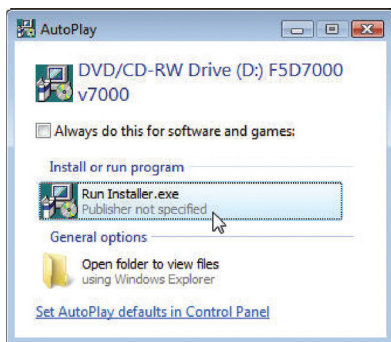 AutoPlay
DVD/CD-RW Drive (D:) F5D7000
v7000
Always do this for software and games:
Install or run program
Run Installer.exe
Publisher not specified
General options
Open folder to view files
using Windows Explorer
Set AutoPlay defaults in Control Panel